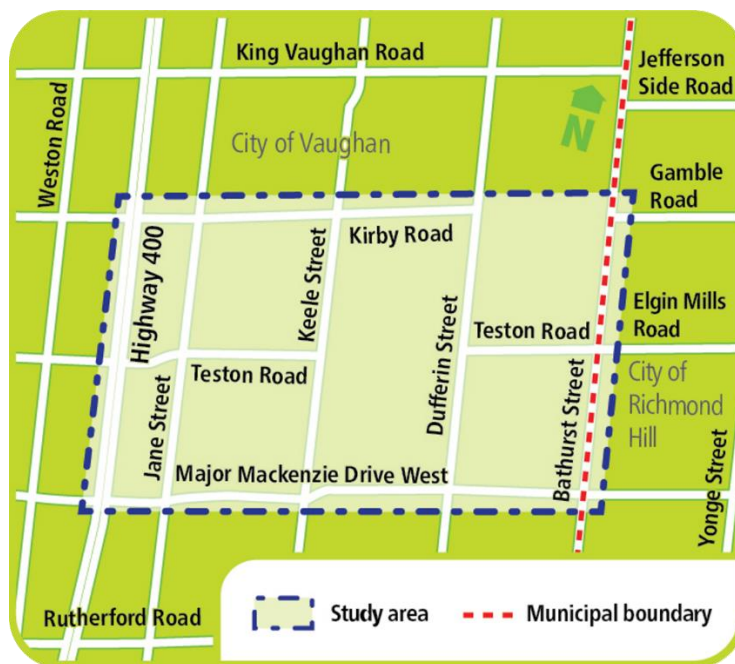 King Vaughan Road
Jefferson
Side Road
Weston Road
N
City of Vaughan
Gamble
Road
Highway 400
Keele Street
Kirby Road
Dufferin Street
Teston Road
Elgin Mills
Road
Teston Road
Jane Street
Bathurst Street
City of
Richmond
Hill
Major Mackenzie Drive West
Yonge Street
Rutherford Road
Study area
Municipal boundary